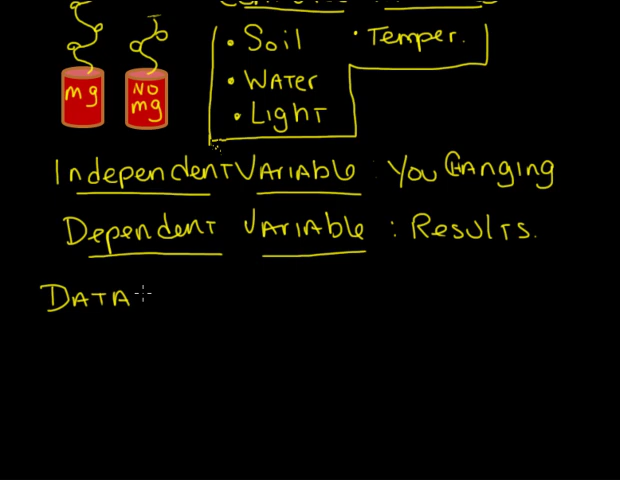 • Soil • Temper.
mg NO mg • Water
• Light
Independent Variable : You Changing
Dependent Variable : Results.
Data